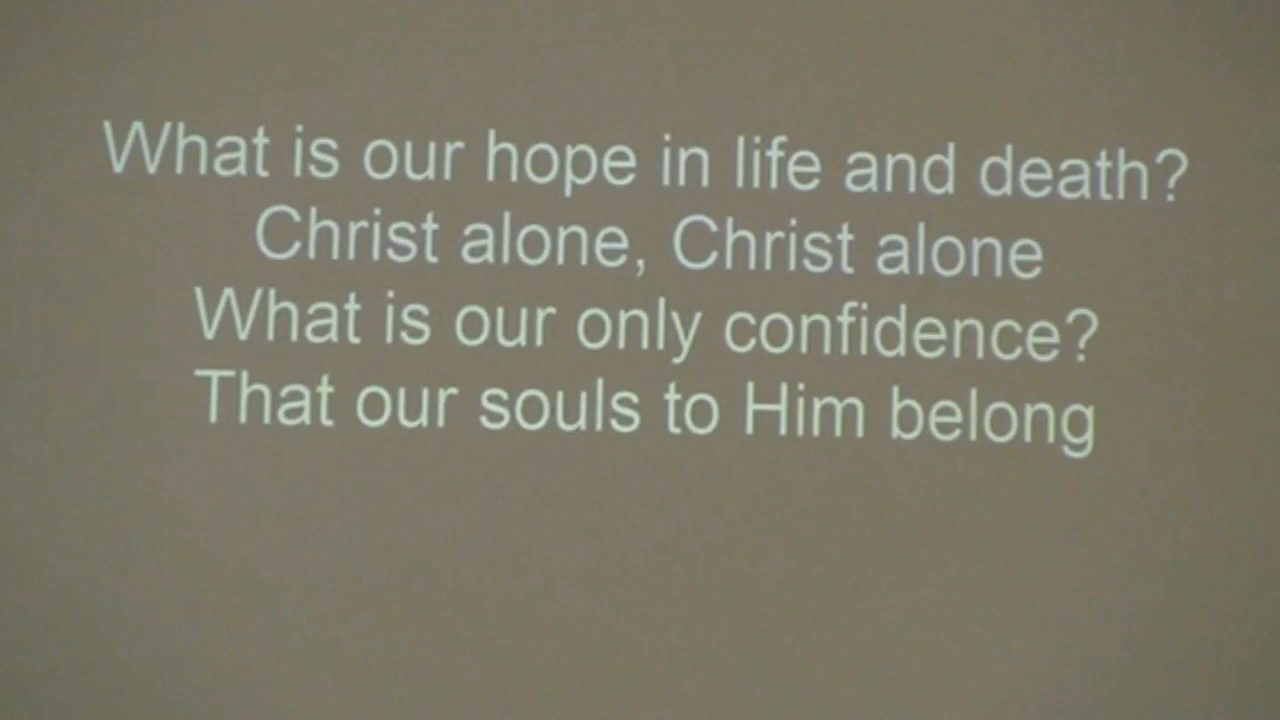 What is our hope in life and death?
Christ alone, Christ alone
What is our only confidence?
That our souls to Him belong